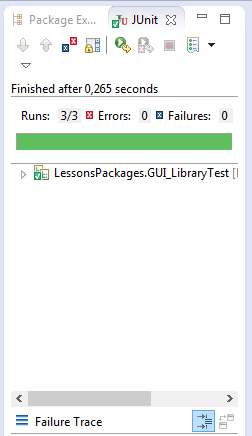 Package Ex... JUnit
Finished after 0,265 seconds
Runs: 3/3 Errors: 0 Failures: 0
LessonsPackages.GUI_LibraryTest [
Failure Trace